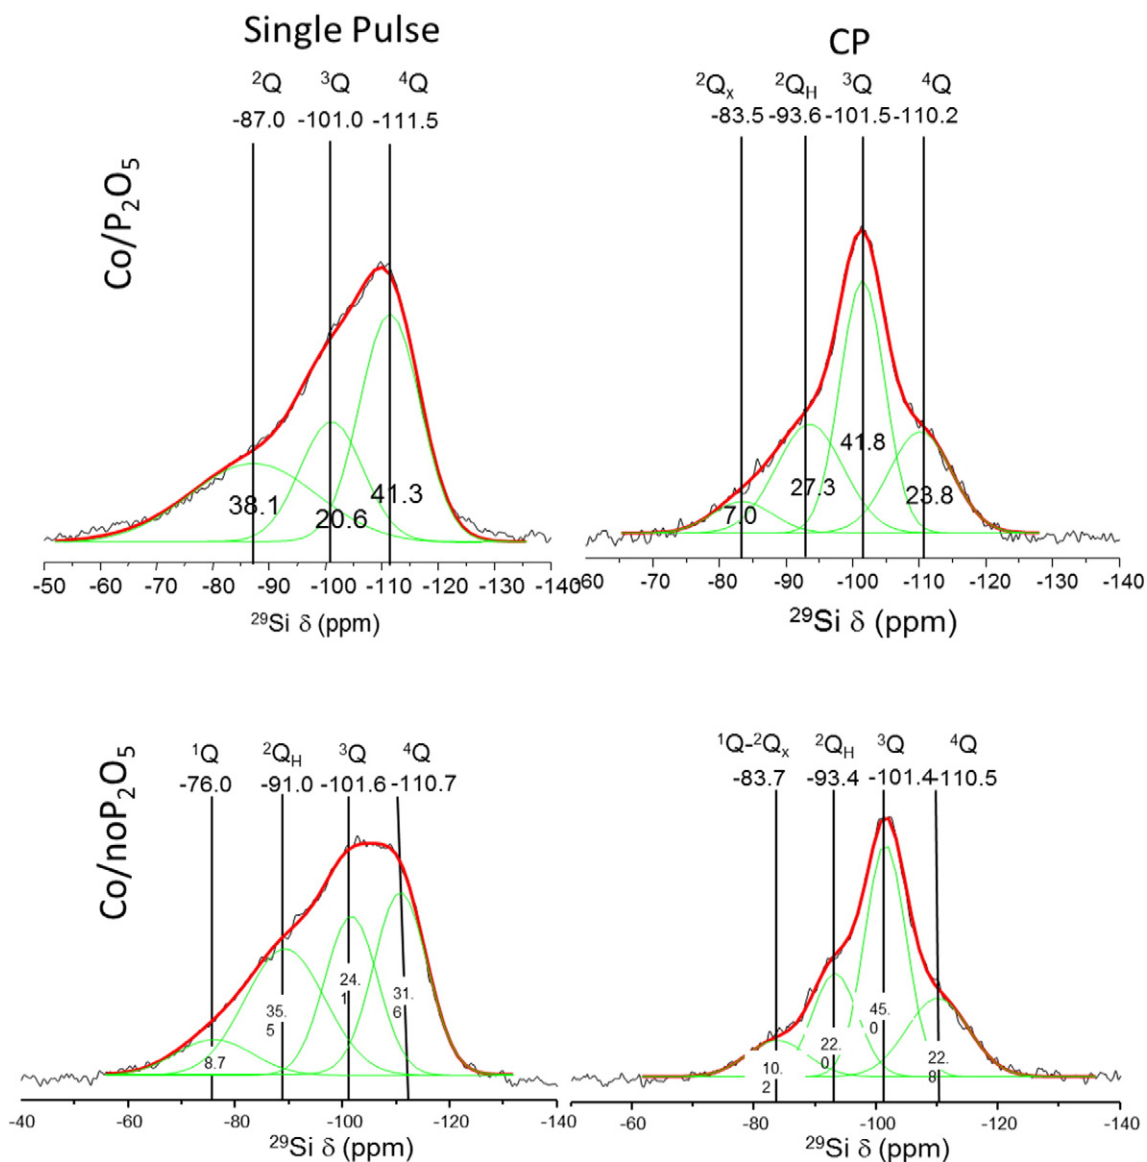 Single Pulse
CP
²Q ³Q ⁴Q
-87.0 -101.0 -111.5
²Qₓ ²Q_H ³Q ⁴Q
-83.5 -93.6 -101.5 -110.2
Co/P₂O₅
38.1 20.6 41.3
7.0 27.3 41.8 23.8
-50 -60 -70 -80 -90 -100 -110 -120 -130 -140
-60 -70 -80 -90 -100 -110 -120 -130 -140
²⁹Si δ (ppm)
²⁹Si δ (ppm)
¹Q ²Q_H ³Q ⁴Q
-76.0 -91.0 -101.6 -110.7
¹Q-²Qₓ ²Q_H ³Q ⁴Q
-83.7 -93.4 -101.4 -110.5
Co/noP₂O₅
8.7 35.5 24.1 31.6
10.2 22.0 45.0 22.8
-40 -60 -80 -100 -120 -140
-60 -80 -100 -120 -140
²⁹Si δ (ppm)
²⁹Si δ (ppm)